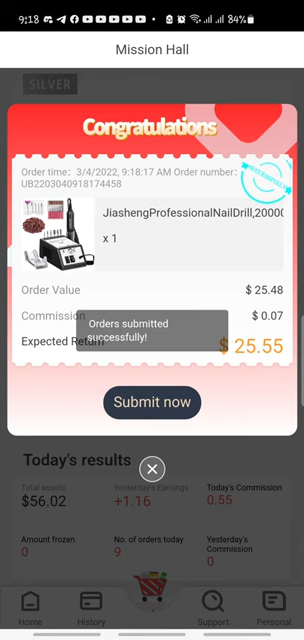 9:18
84%
Mission Hall
SILVER
Congratulations
Order time: 3/4/2022, 9:18:17 AM Order number:
UB2203040918174458
SUCCESSFULLY!
JiashengProfessionalNailDrill,20000
x 1
Order Value $ 25.48
Commission $ 0.07
Orders submitted
successfully!
Expected Return $ 25.55
Submit now
Today's results
Total assets Yesterday's Earnings Today's Commission
$56.02 +1.16 0.55
Amount frozen No. of orders today Yesterday's Commission
0 9 0
Home History Support Personal